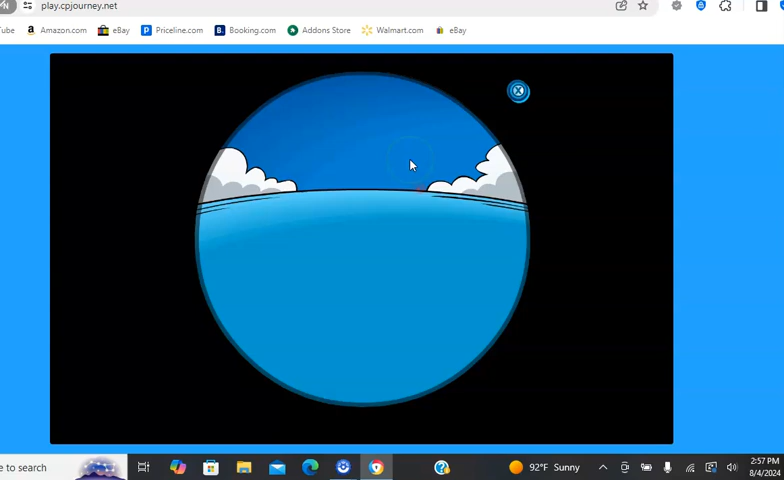 play.cpjourney.net
ube
Amazon.com
eBay
Priceline.com
Booking.com
Addons Store
Walmart.com
eBay
X
e to search
92°F Sunny
2:57 PM
8/4/2024